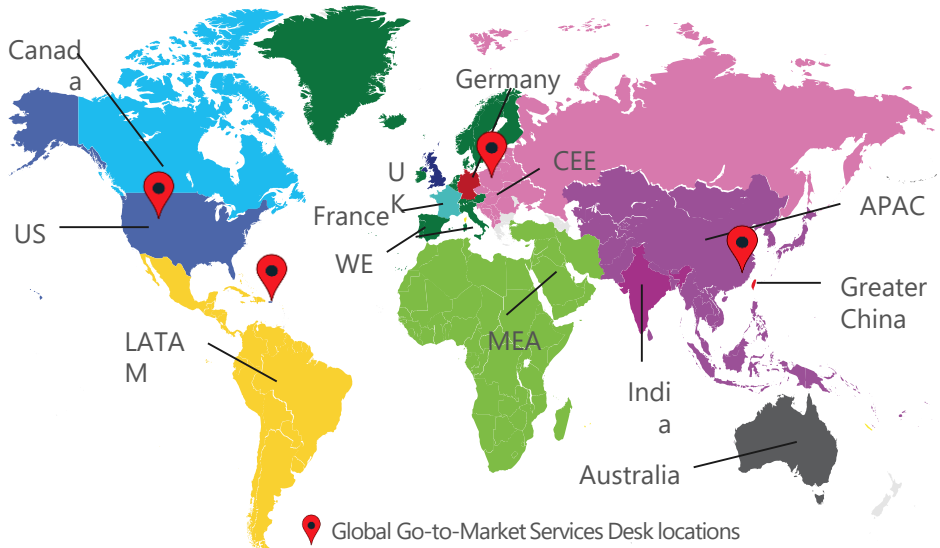 Canad
a
Germany
U
K
CEE
France
APAC
US
WE
Greater
China
MEA
LATA
M
Indi
a
Australia
Global Go-to-Market Services Desk locations